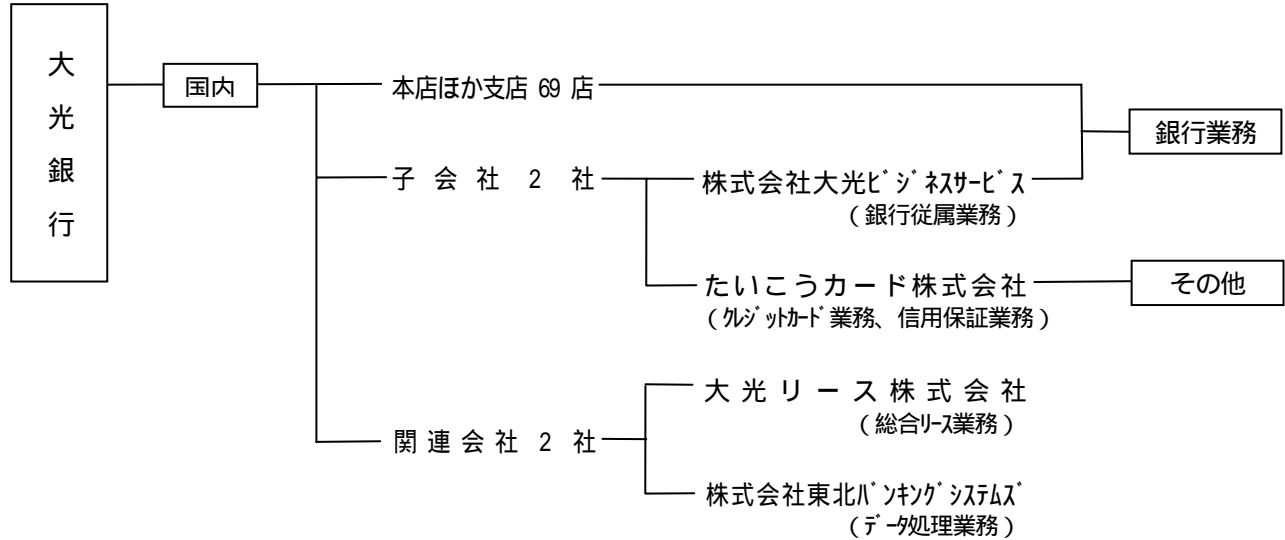 大光銀行
国内
本店ほか支店 69 店
銀行業務
子会社 2 社
株式会社大光ﾋﾞｼﾞﾈｽｻｰﾋﾞｽ
(銀行従属業務)
たいこうカード株式会社
その他
(ｸﾚｼﾞｯﾄｶｰﾄﾞ業務、信用保証業務)
大光リース株式会社
(総合ﾘｰｽ業務)
関連会社 2 社
株式会社東北ﾊﾞﾝｷﾝｸﾞｼｽﾃﾑｽﾞ
(ﾃﾞｰﾀ処理業務)